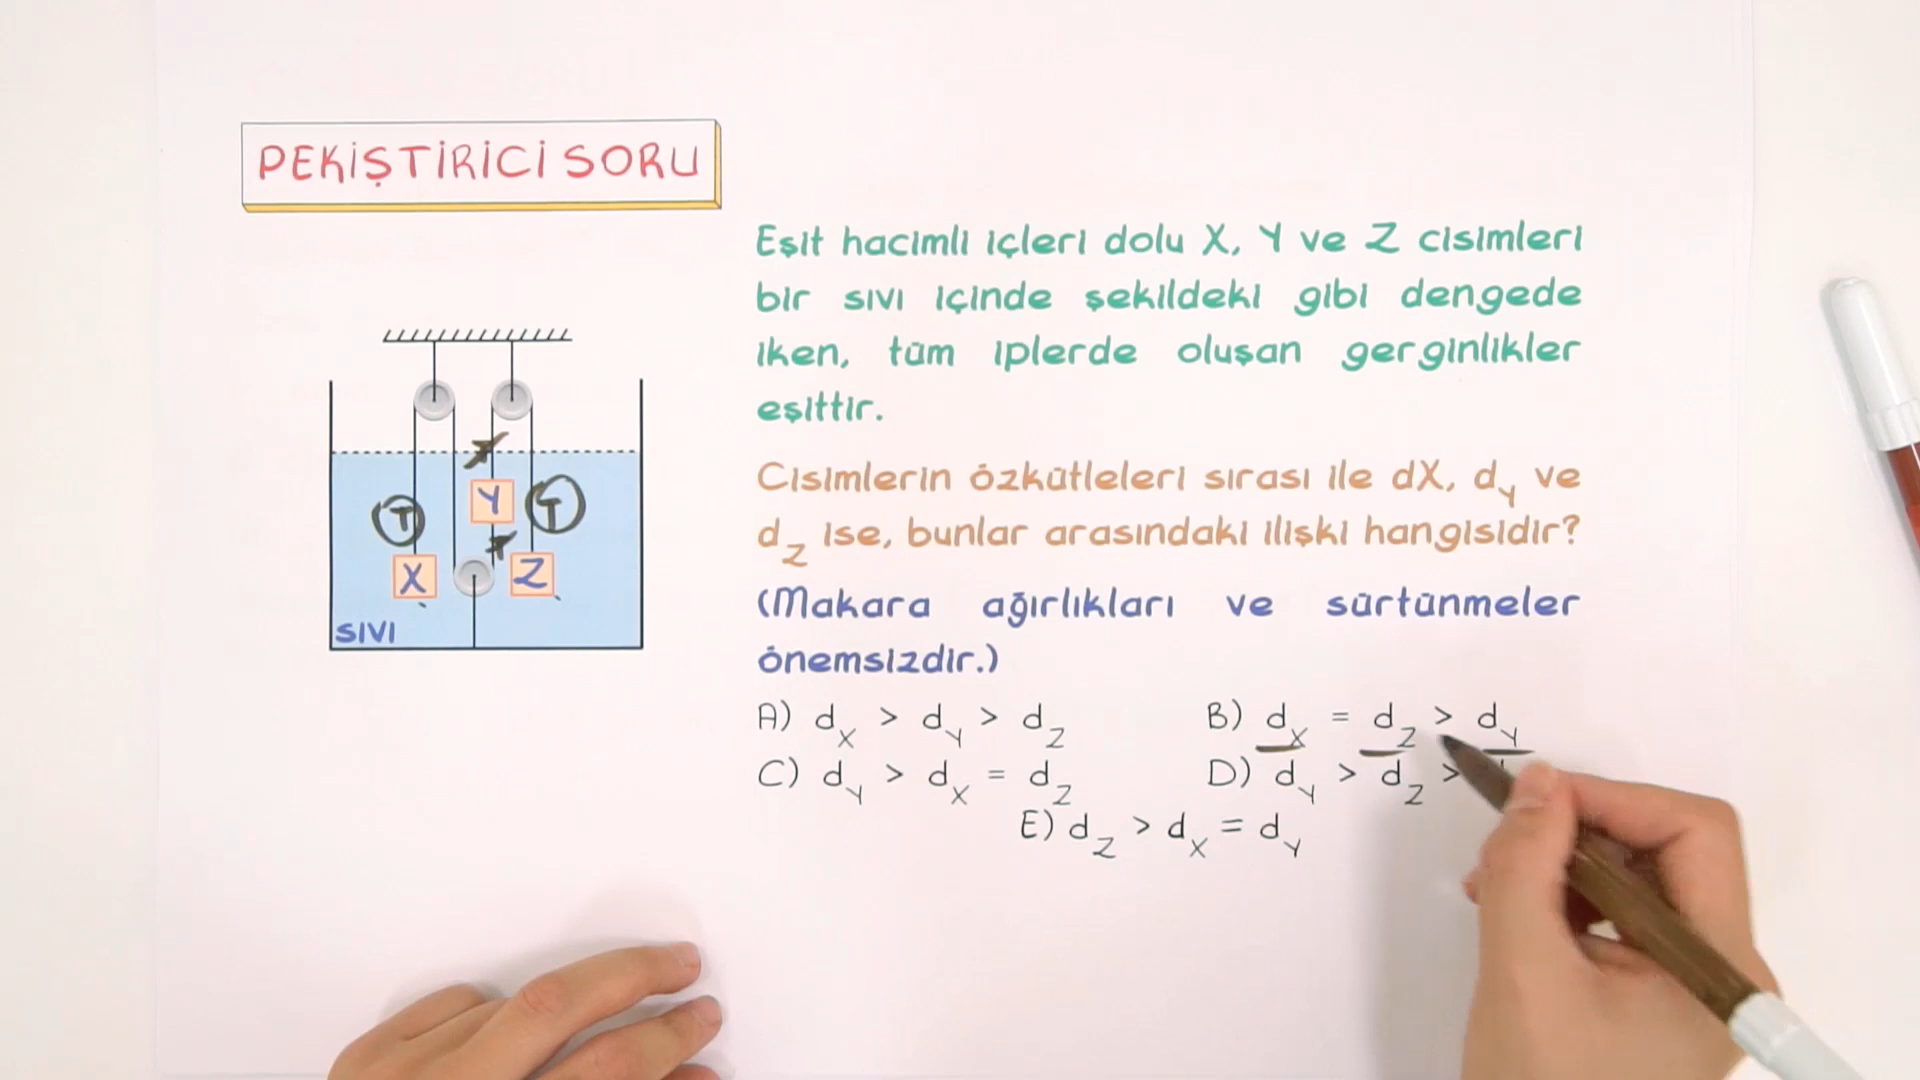 PEKİŞTİRİCİ SORU
Eşit hacimli içleri dolu X, Y ve Z cisimleri
bir sıvı içinde şekildeki gibi dengede
iken, tüm iplerde oluşan gerginlikler
eşittir.
Cisimlerin özkütleleri sırası ile dX, dY ve
dZ ise, bunlar arasındaki ilişki hangisidir?
(Makara ağırlıkları ve sürtünmeler
önemsizdir.)
A) dX > dY > dZ
B) dX = dZ > dY
C) dY > dX = dZ
D) dY > dZ >
E) dZ > dX = dY
Y
T
T
X
Z
SIVI